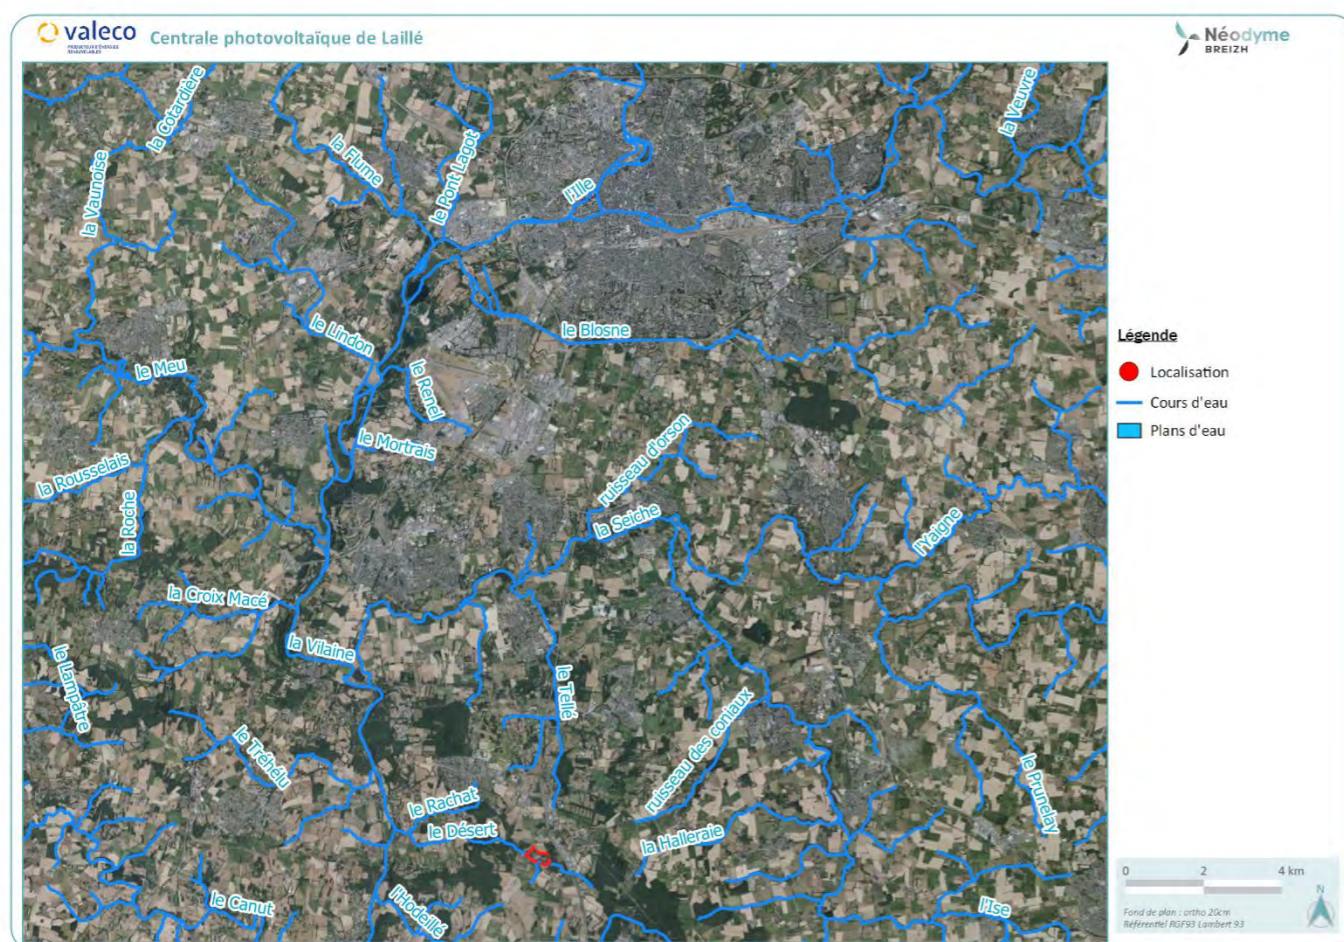 valeco
PRODUCTEUR D'ÉNERGIES
RENOUVELABLES
Centrale photovoltaïque de Laillé
Néodyme
BREIZH
la Cotardière
la Vaunoise
la Flume
le Pont Lagot
l'Ille
la Veuvre
le Lindon
le Blosne
le Meu
le Renel
le Mortrais
la Rousselais
la Roche
ruisseau d'orson
la Seiche
l'Yaigne
la Croix Macé
la Vilaine
le Lampâtre
le Tellé
le Tréhélu
ruisseau des coniaux
le Prunelay
le Rachat
le Désert
la Halleraie
le Canut
l'Hodeillé
l'Ise
Légende
Localisation
Cours d'eau
Plans d'eau
0 2 4 km
N
Fond de plan : ortho 20cm
Référentiel RGF93 Lambert 93